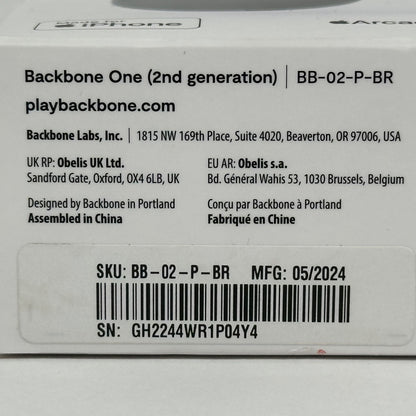 iPhone
Arca
Backbone One (2nd generation) | BB-02-P-BR
playbackbone.com
Backbone Labs, Inc. | 1815 NW 169th Place, Suite 4020, Beaverton, OR 97006, USA
UK RP: Obelis UK Ltd.
Sandford Gate, Oxford, OX4 6LB, UK
EU AR: Obelis s.a.
Bd. Général Wahis 53, 1030 Brussels, Belgium
Designed by Backbone in Portland
Assembled in China
Conçu par Backbone à Portland
Fabriqué en Chine
SKU: BB-02-P-BR MFG: 05/2024
SN: GH2244WR1P04Y4